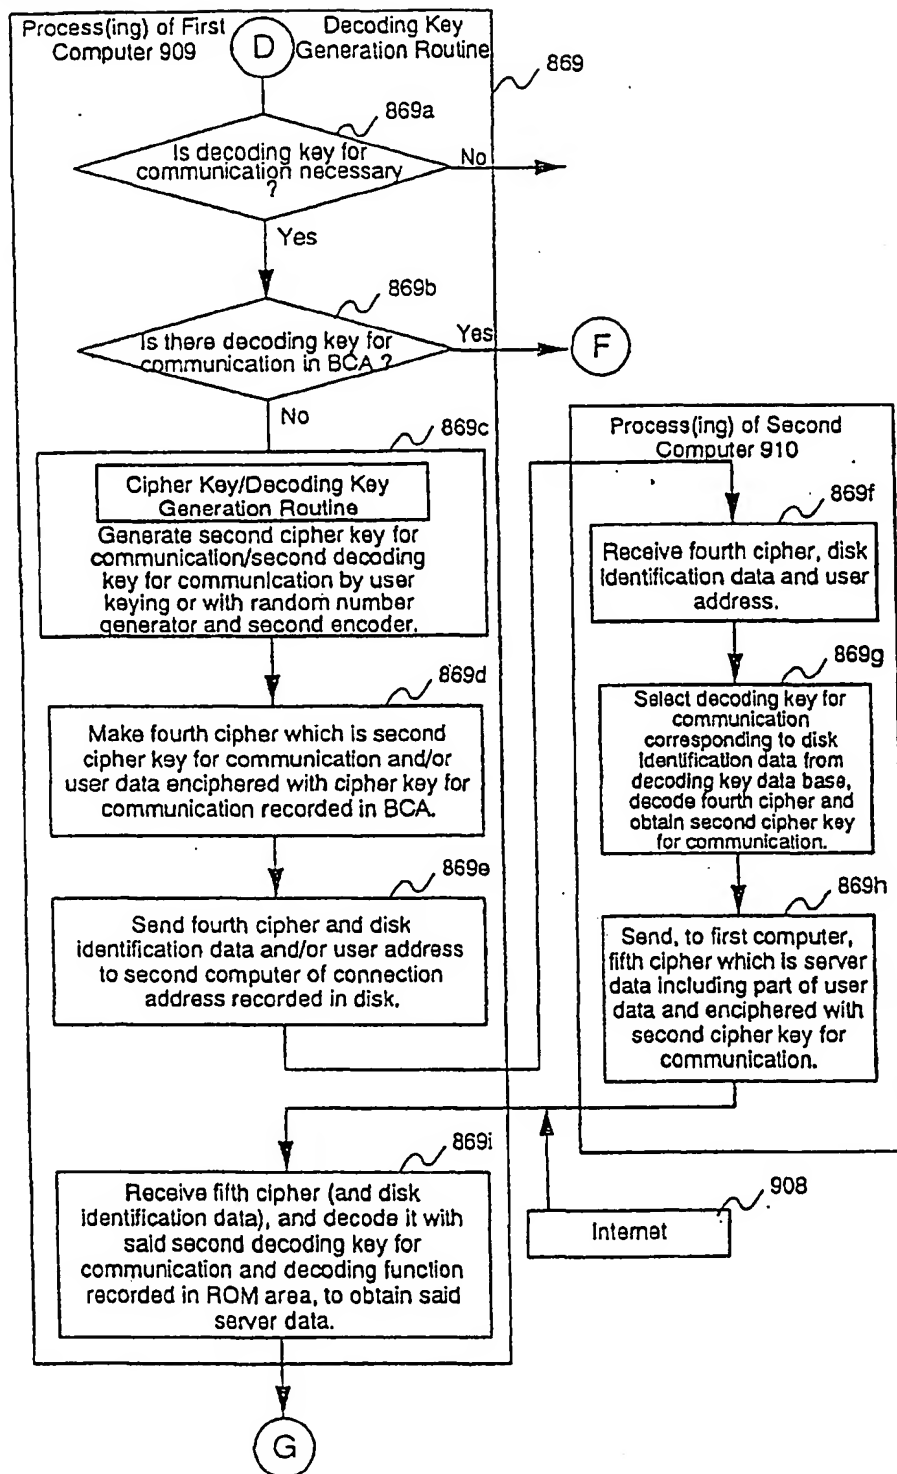 Process(ing) of First
Computer 909
D
Decoding Key
Generation Routine
869
869a
Is decoding key for
communication necessary
?
No
Yes
869b
Is there decoding key for
communication in BCA ?
Yes
F
No
869c
Cipher Key/Decoding Key
Generation Routine
Generate second cipher key for
communication/second decoding
key for communication by user
keying or with random number
generator and second encoder.
869d
Make fourth cipher which is second
cipher key for communication and/or
user data enciphered with cipher key for
communication recorded in BCA.
869e
Send fourth cipher and disk
identification data and/or user address
to second computer of connection
address recorded in disk.
Process(ing) of Second
Computer 910
869f
Receive fourth cipher, disk
identification data and user
address.
869g
Select decoding key for
communication
corresponding to disk
identification data from
decoding key data base,
decode fourth cipher and
obtain second cipher key
for communication.
869h
Send, to first computer,
fifth cipher which is server
data including part of user
data and enciphered with
second cipher key for
communication.
869i
Receive fifth cipher (and disk
identification data), and decode it with
said second decoding key for
communication and decoding function
recorded in ROM area, to obtain said
server data.
908
Internet
G